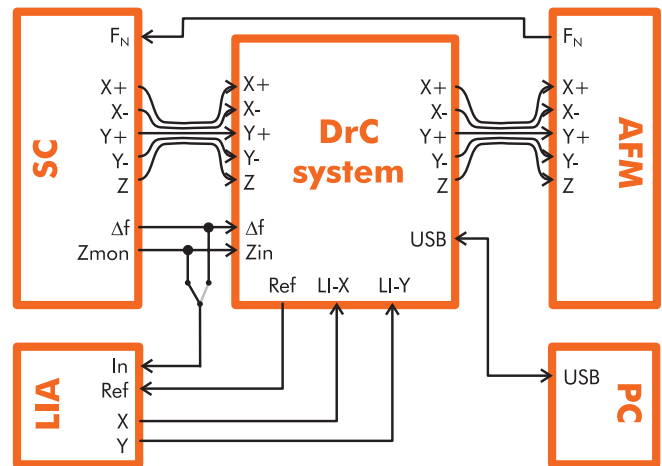 SC
F_N
X+
X-
Y+
Y-
Z
Δf
Zmon
DrC
system
X+
X-
Y+
Y-
Z
Δf
Zin
Ref LI-X LI-Y
X+
X-
Y+
Y-
Z
USB
AFM
F_N
X+
X-
Y+
Y-
Z
LIA
In
Ref
X
Y
PC
USB